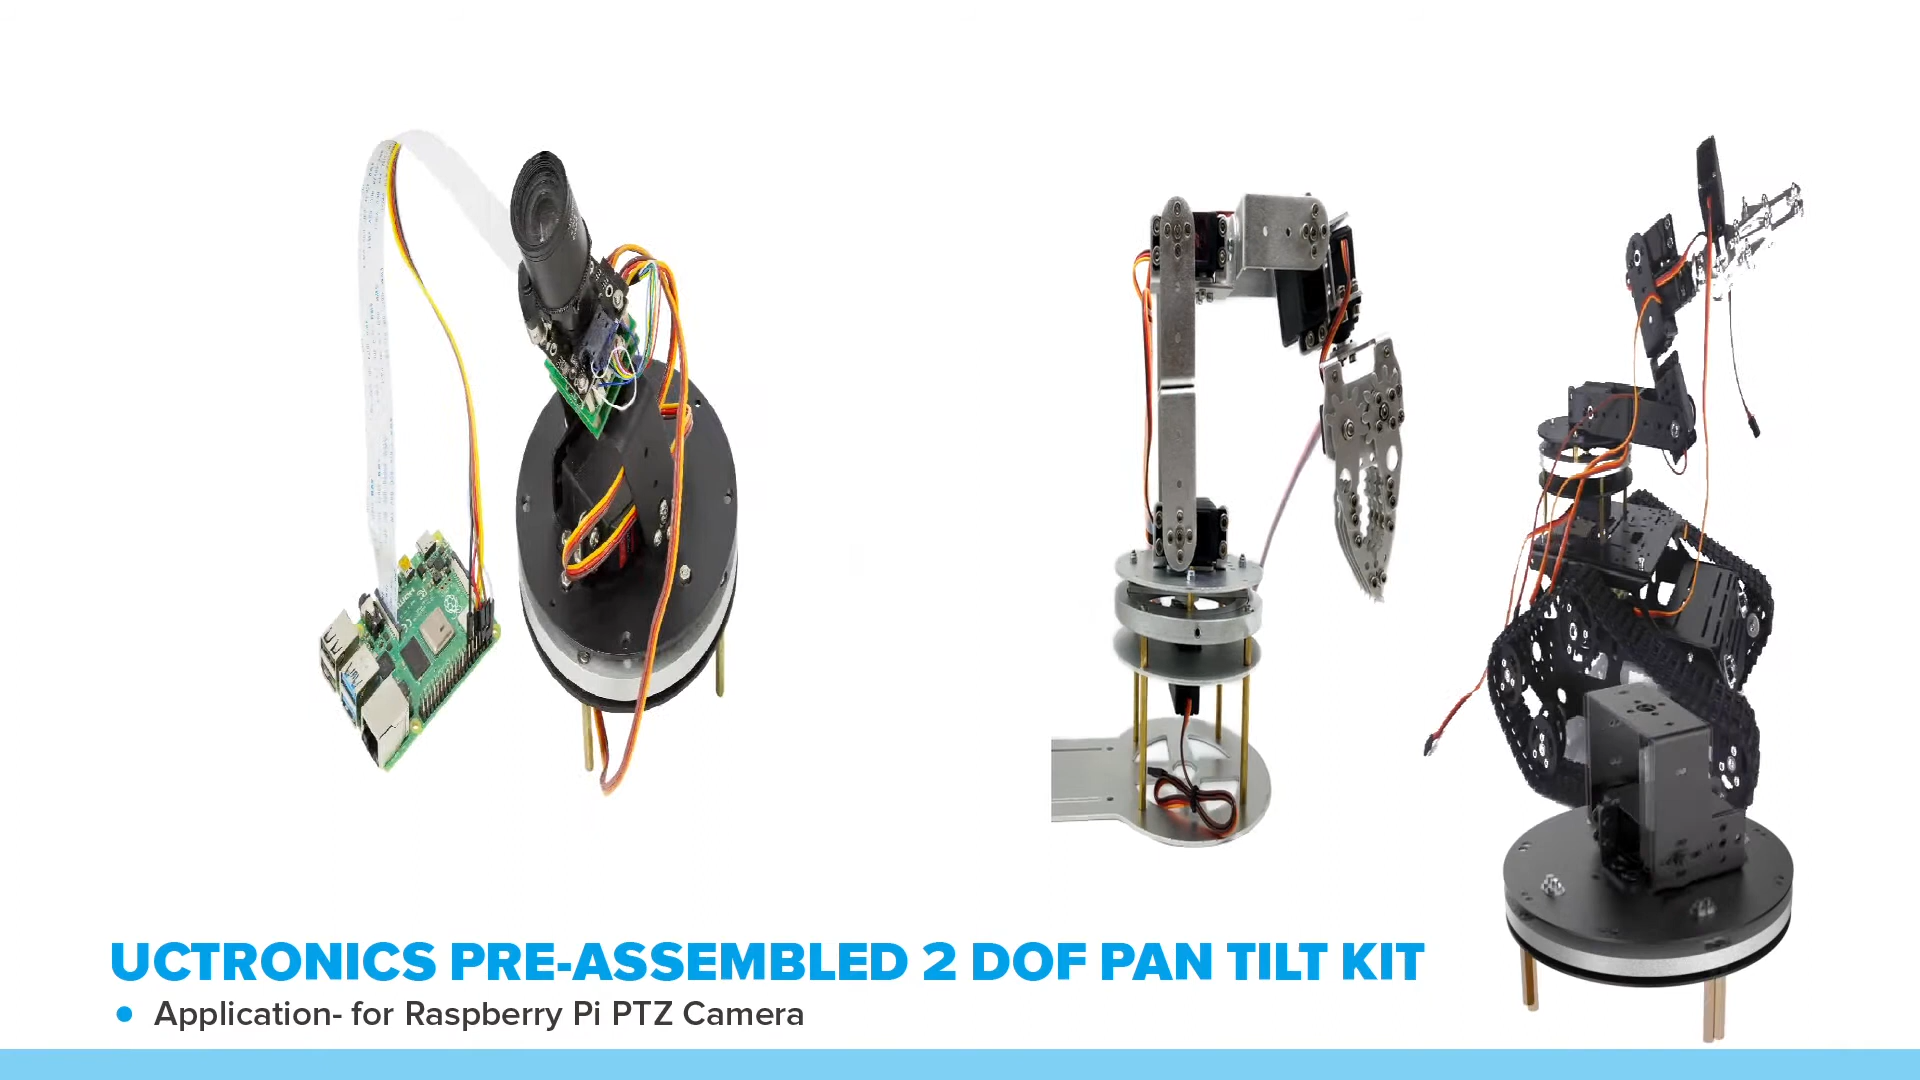 UCTRONICS PRE-ASSEMBLED 2 DOF PAN TILT KIT
• Application- for Raspberry Pi PTZ Camera